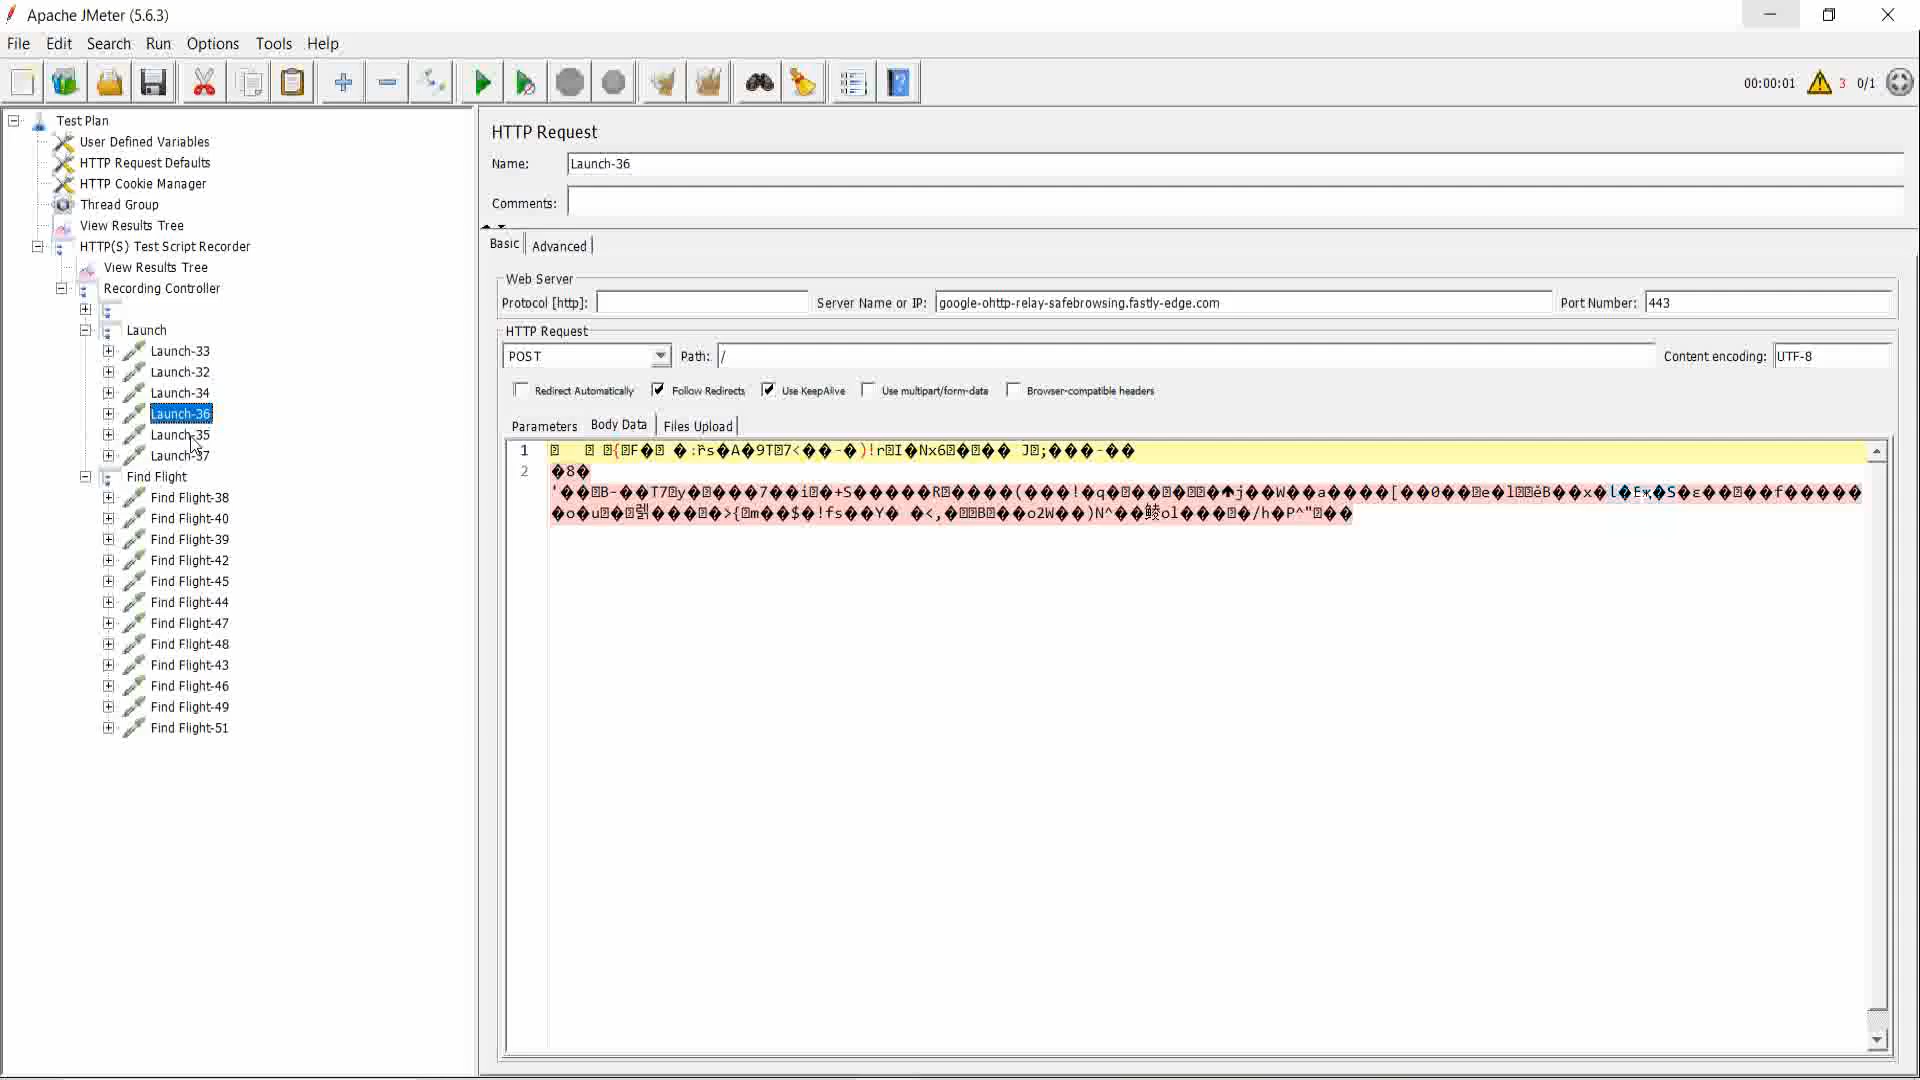 Apache JMeter (5.6.3)
File Edit Search Run Options Tools Help
00:00:01 3 0/1
Test Plan
User Defined Variables
HTTP Request Defaults
HTTP Cookie Manager
Thread Group
View Results Tree
HTTP(S) Test Script Recorder
View Results Tree
Recording Controller
Launch
Launch-33
Launch-32
Launch-34
Launch-36
Launch-35
Launch-37
Find Flight
Find Flight-38
Find Flight-40
Find Flight-39
Find Flight-42
Find Flight-45
Find Flight-44
Find Flight-47
Find Flight-48
Find Flight-43
Find Flight-46
Find Flight-49
Find Flight-51
HTTP Request
Name: Launch-36
Comments:
Basic Advanced
Web Server
Protocol [http]: Server Name or IP: google-ohttp-relay-safebrowsing.fastly-edge.com Port Number: 443
HTTP Request
POST Path: / Content encoding: UTF-8
Redirect Automatically Follow Redirects Use KeepAlive Use multipart/form-data Browser-compatible headers
Parameters Body Data Files Upload
1
2 �8�